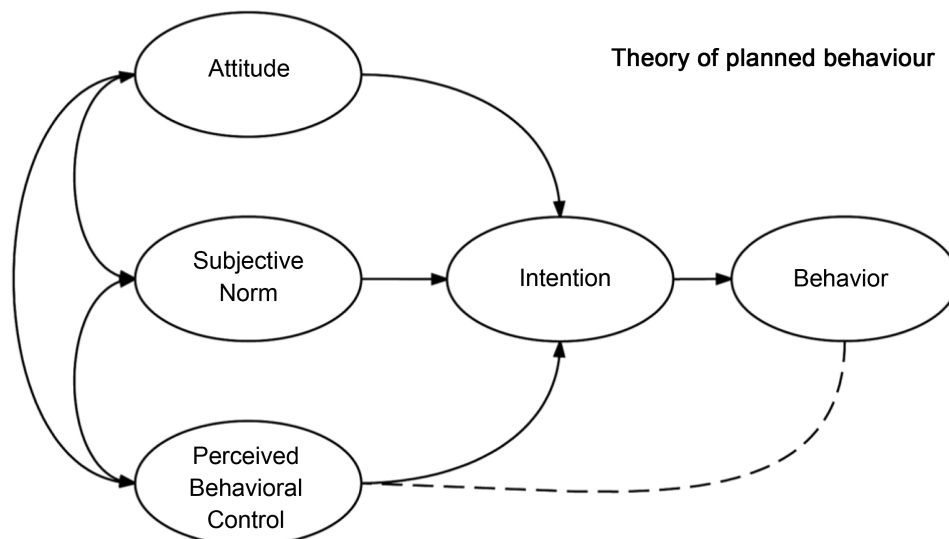 Attitude
Theory of planned behaviour
Subjective
Norm
Intention
Behavior
Perceived
Behavioral
Control